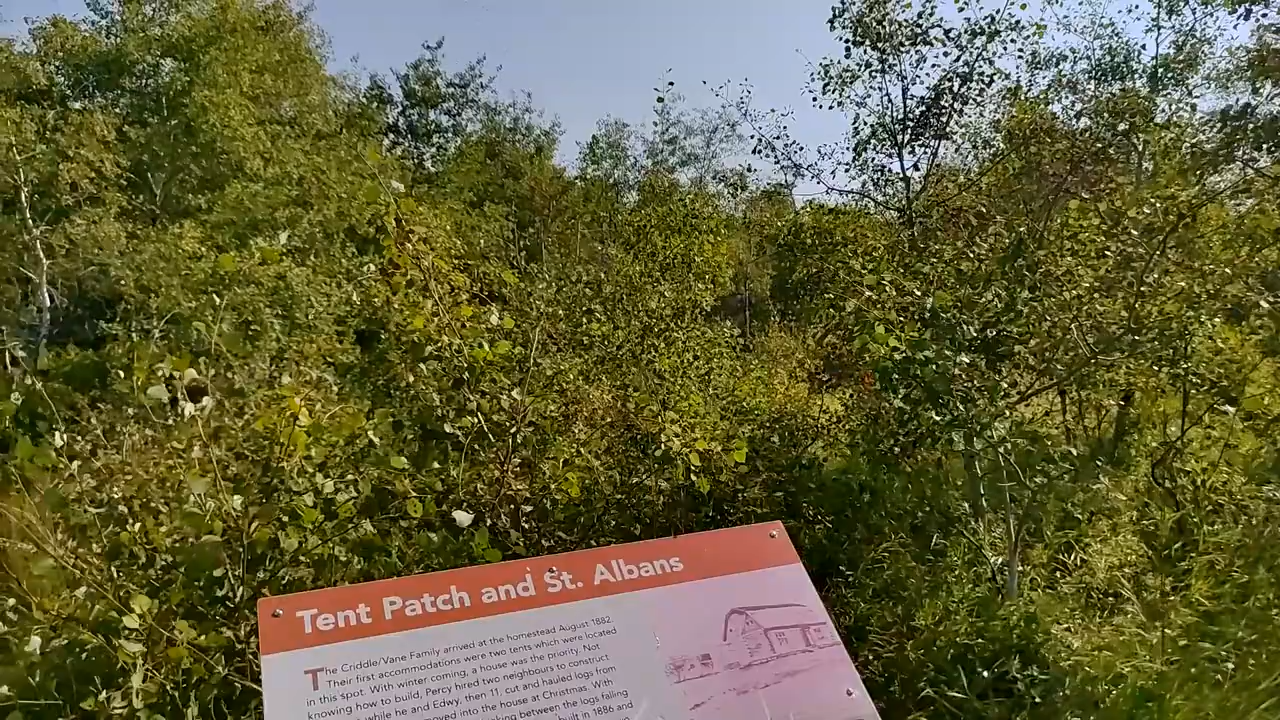 Tent Patch and St. Albans
The Criddle/Vane Family arrived at the homestead August 1882.
Their first accommodations were two tents which were located
in this spot. With winter coming, a house was the priority. Not
knowing how to build, Percy hired two neighbours to construct
while he and Edwy, then 11, cut and hauled logs from
moved into the house at Christmas. With
between the logs falling
built in 1886 and